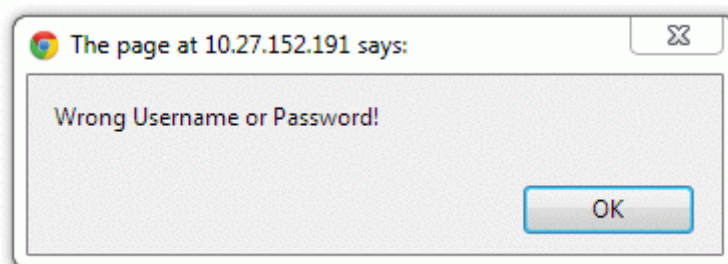 The page at 10.27.152.191 says:
Wrong Username or Password!
OK